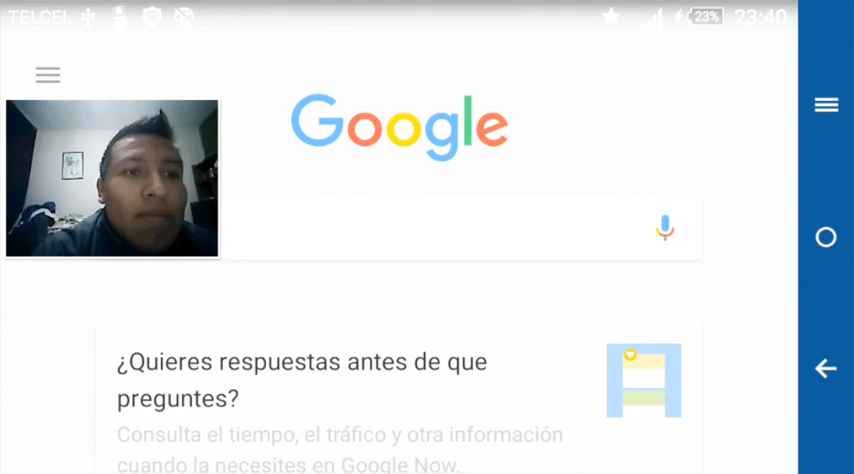 TELCEL 23% 23:40
Google
¿Quieres respuestas antes de que
preguntes?
Consulta el tiempo, el tráfico y otra información
cuando la necesites en Google Now.